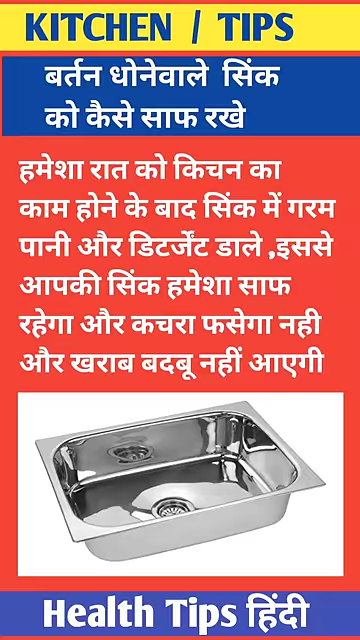 KITCHEN / TIPS
बर्तन धोनेवाले सिंक
को कैसे साफ रखे
हमेशा रात को किचन का
काम होने के बाद सिंक में गरम
पानी और डिटर्जेंट डाले ,इससे
आपकी सिंक हमेशा साफ
रहेगा और कचरा फसेगा नही
और खराब बदबू नहीं आएगी
Health Tips हिंदी